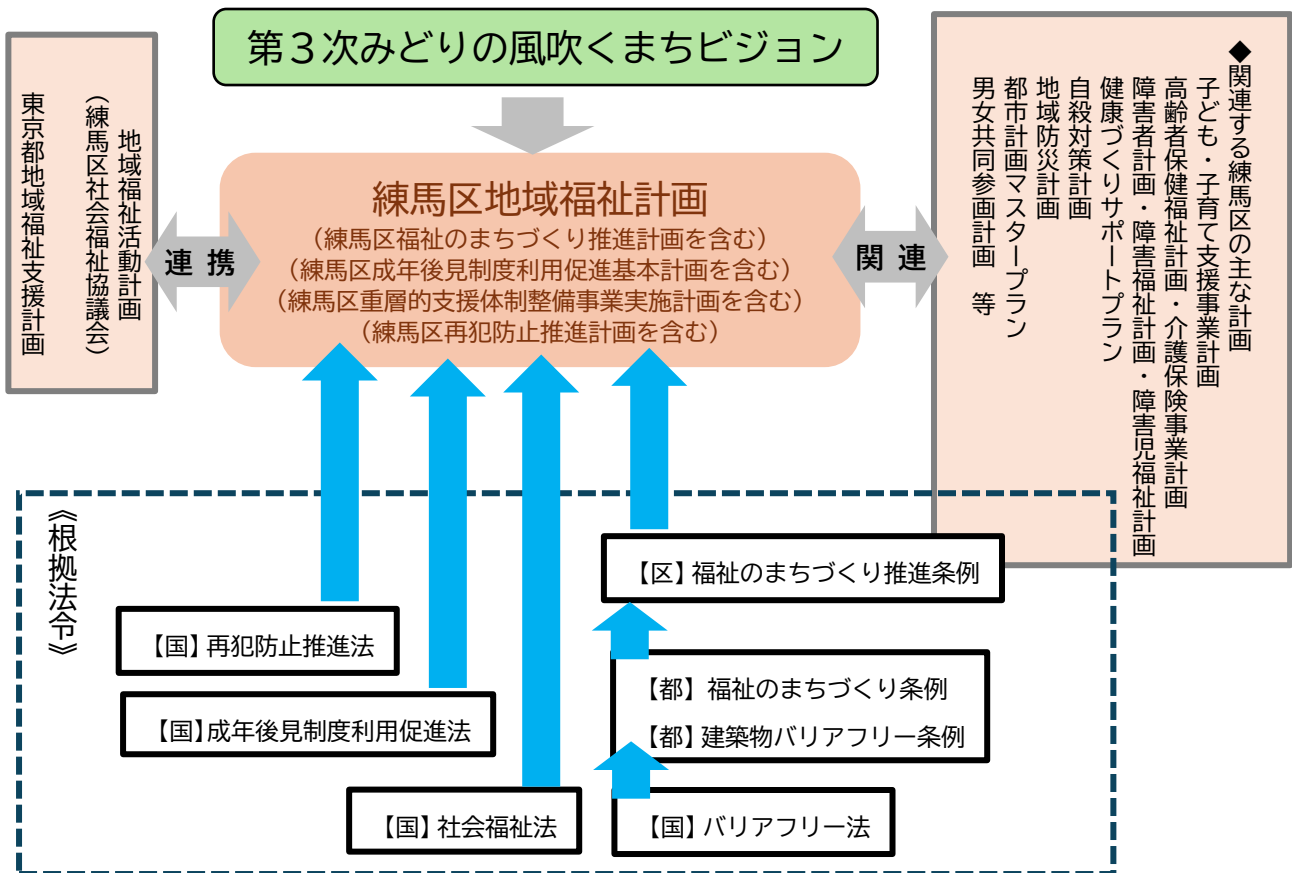 第３次みどりの風吹くまちビジョン
地域福祉活動計画
（練馬区社会福祉協議会）
東京都地域福祉支援計画
連 携
練馬区地域福祉計画
（練馬区福祉のまちづくり推進計画を含む）
（練馬区成年後見制度利用促進基本計画を含む）
（練馬区重層的支援体制整備事業実施計画を含む）
（練馬区再犯防止推進計画を含む）
関 連
◆関連する練馬区の主な計画
子ども・子育て支援事業計画
高齢者保健福祉計画・介護保険事業計画
障害者計画・障害福祉計画・障害児福祉計画
健康づくりサポートプラン
自殺対策計画
地域防災計画
都市計画マスタープラン
男女共同参画計画　等
《根拠法令》
【区】福祉のまちづくり推進条例
【国】再犯防止推進法
【都】福祉のまちづくり条例
【都】建築物バリアフリー条例
【国】成年後見制度利用促進法
【国】社会福祉法
【国】バリアフリー法